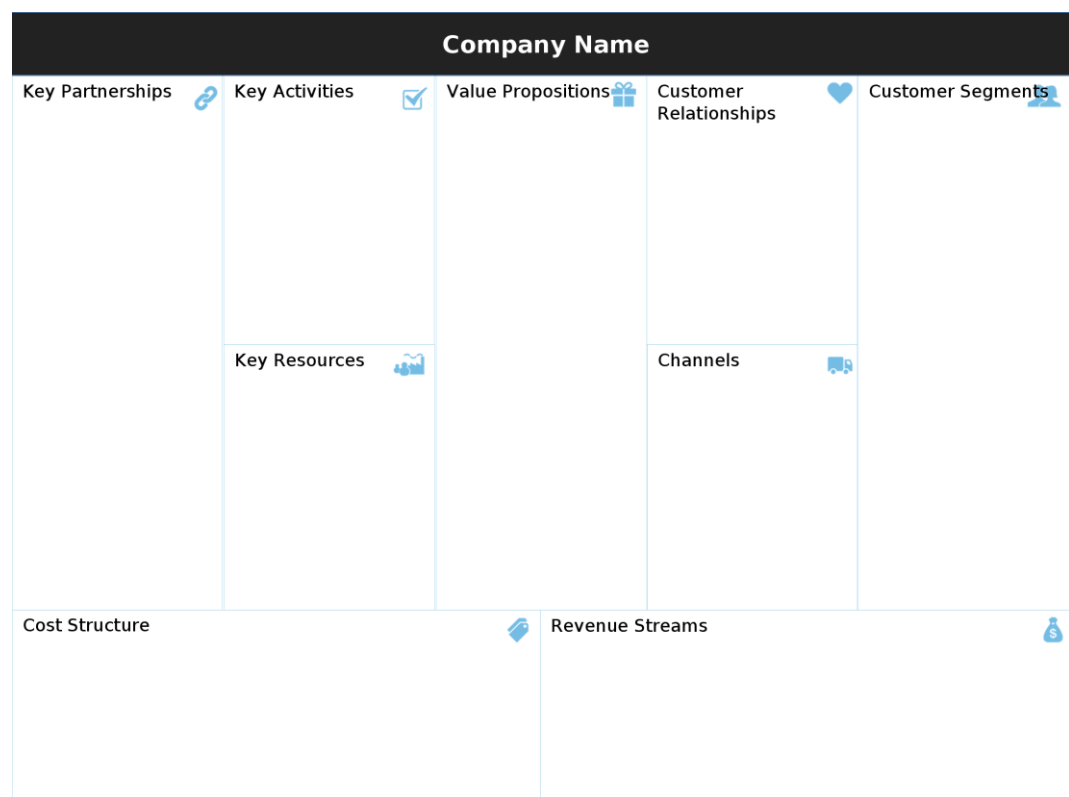 Company Name
Key Partnerships
Key Activities
Value Propositions
Customer
Relationships
Customer Segments
Key Resources
Channels
Cost Structure
Revenue Streams
$